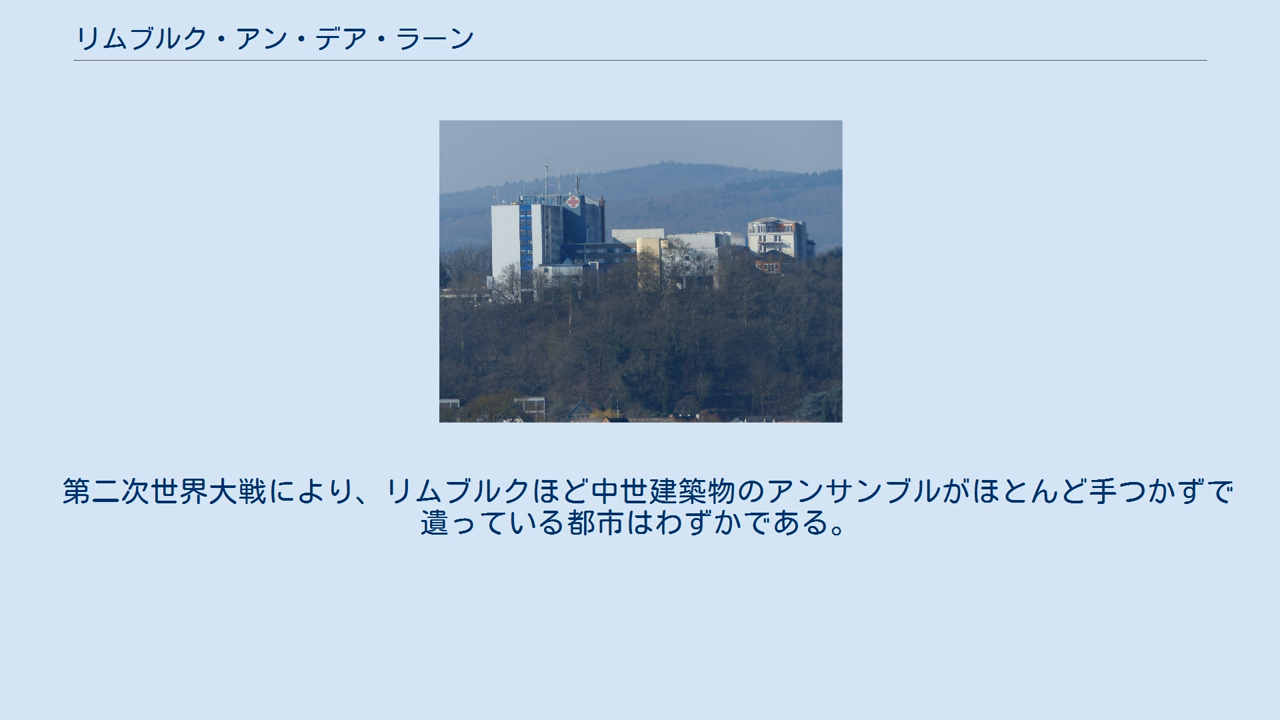 リムブルク・アン・デア・ラーン
第二次世界大戦により、リムブルクほど中世建築物のアンサンブルがほとんど手つかずで
遺っている都市はわずかである。